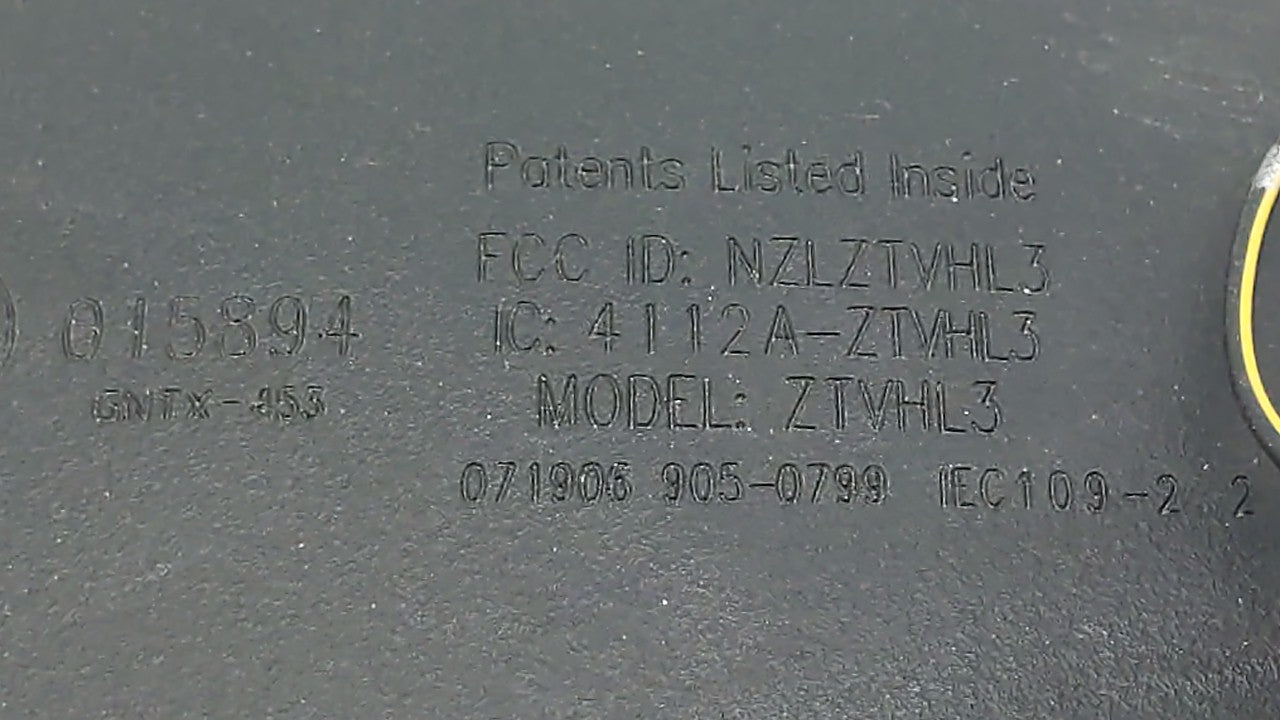 Patents Listed Inside
FCC ID: NZLZTVHL3
IC: 4112A-ZTVHL3
MODEL: ZTVHL3
071906 905-0799 IEC109-2 2
015894
GNTX-453